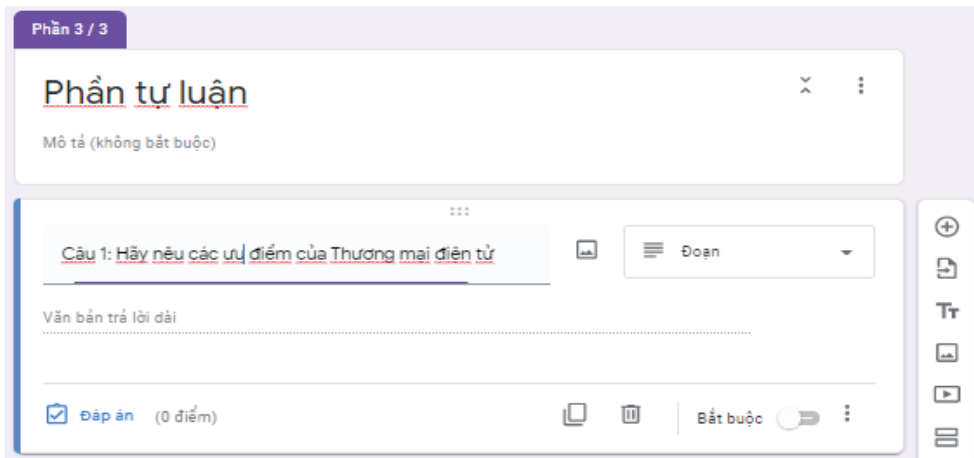 Phần 3 / 3
Phần tự luận
Mô tả (không bắt buộc)
Câu 1: Hãy nêu các ưu điểm của Thương mại điện tử
Đoạn
Văn bản trả lời dài
Đáp án (0 điểm)
Bắt buộc
Tт